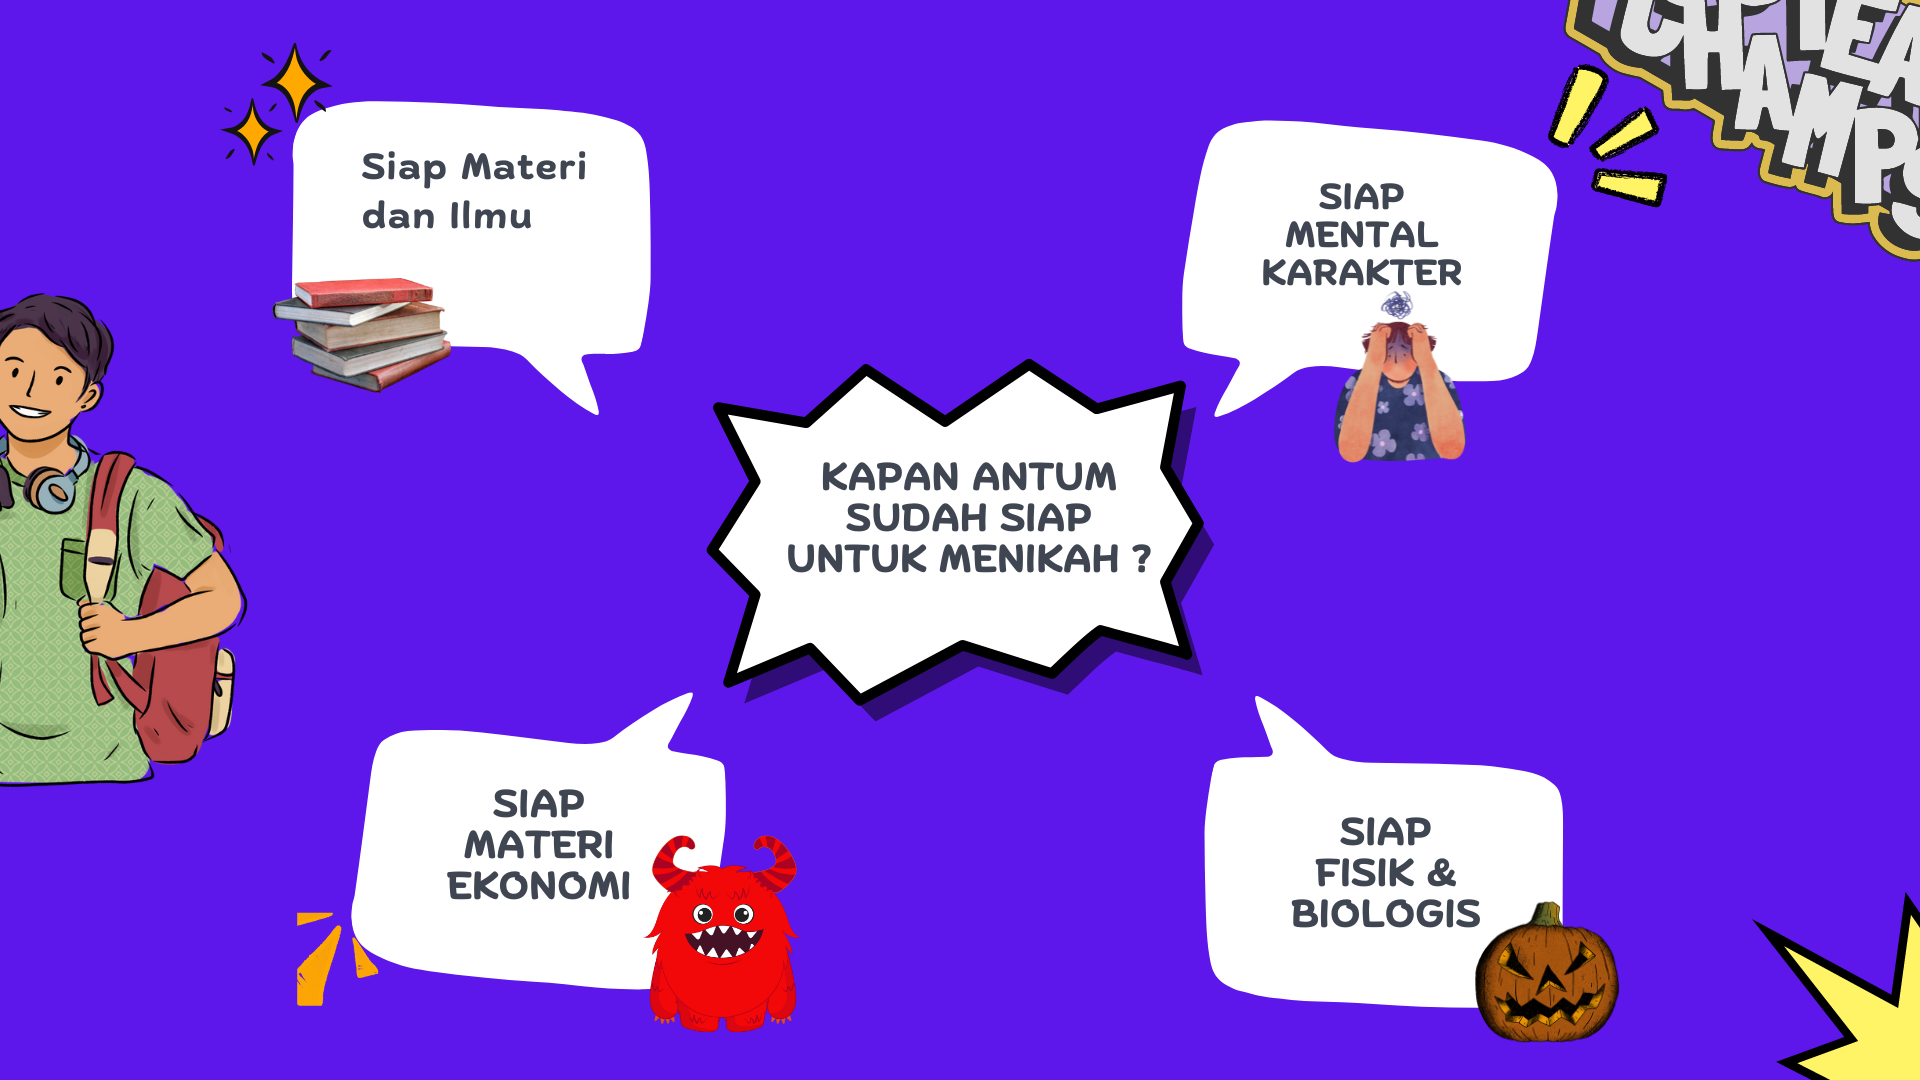 Siap Materi
dan Ilmu
SIAP
MENTAL
KARAKTER
KAPAN ANTUM
SUDAH SIAP
UNTUK MENIKAH ?
SIAP
MATERI
EKONOMI
SIAP
FISIK &
BIOLOGIS
CHAMPS